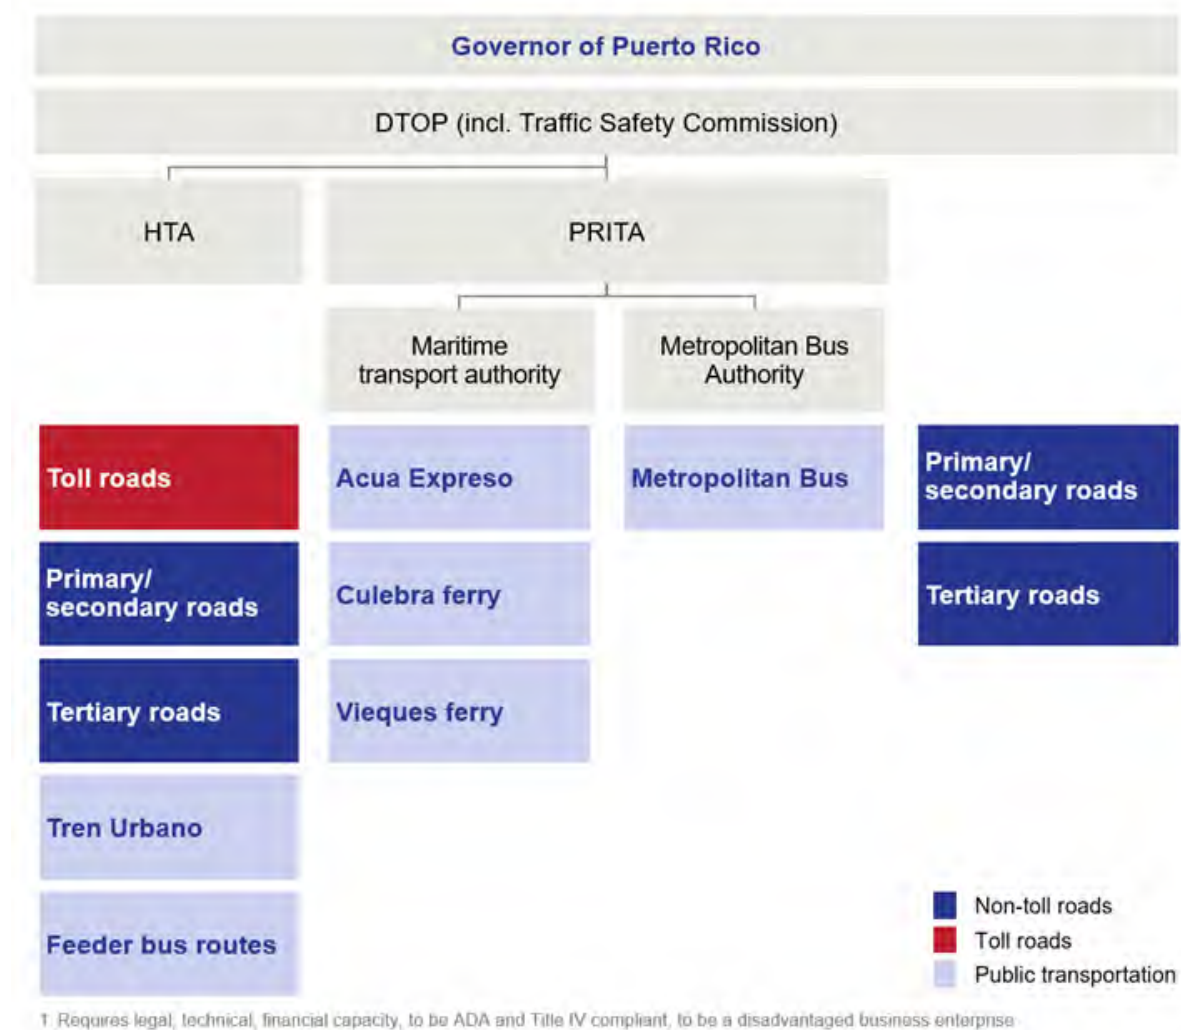 Governor of Puerto Rico
DTOP (incl. Traffic Safety Commission)
HTA
PRITA
Maritime
transport authority
Metropolitan Bus
Authority
Toll roads
Acua Expreso
Metropolitan Bus
Primary/
secondary roads
Primary/
secondary roads
Culebra ferry
Tertiary roads
Tertiary roads
Vieques ferry
Tren Urbano
Feeder bus routes
Non-toll roads
Toll roads
Public transportation
1 Requires legal, technical, financial capacity, to be ADA and Title IV compliant, to be a disadvantaged business enterprise